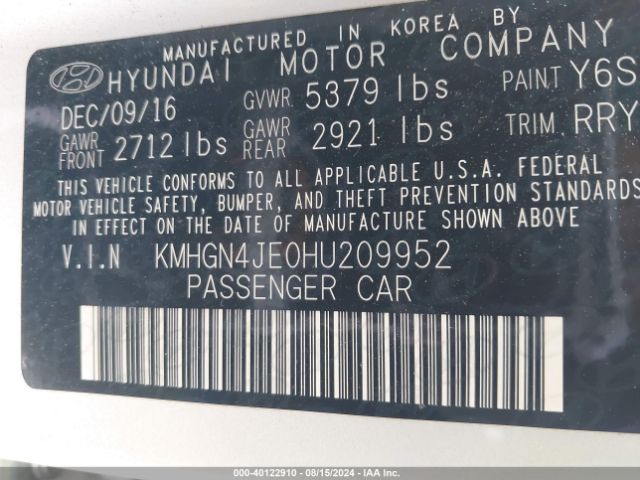 MANUFACTURED IN KOREA BY
HYUNDAI MOTOR COMPANY
DEC/09/16 GVWR 5379 lbs PAINT Y6S
GAWR FRONT 2712 lbs GAWR REAR 2921 lbs TRIM RRY
THIS VEHICLE CONFORMS TO ALL APPLICABLE U.S.A. FEDERAL
MOTOR VEHICLE SAFETY, BUMPER, AND THEFT PREVENTION STANDARDS
IN EFFECT ON THE DATE OF MANUFACTURE SHOWN ABOVE
V.I.N KMHGN4JE0HU209952
PASSENGER CAR
000-40122910 - 08/15/2024 - IAAI.COM